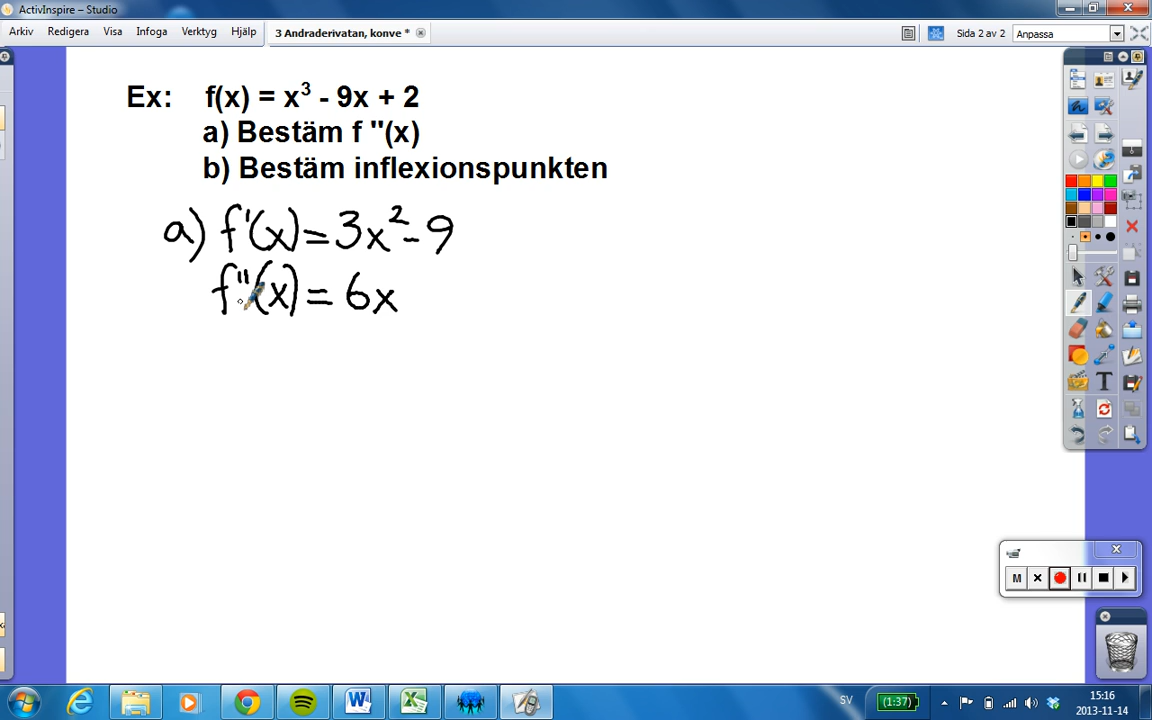 ActivInspire – Studio
Arkiv Redigera Visa Infoga Verktyg Hjälp 3 Andraderivatan, konve * Sida 2 av 2 Anpassa
Ex: f(x) = x³ - 9x + 2
a) Bestäm f "(x)
b) Bestäm inflexionspunkten
a) f'(x) = 3x² - 9
f"(x) = 6x
M
T
SV (1:37) 15:16
2013-11-14